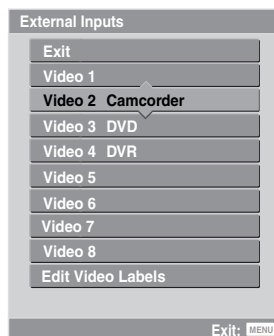 External Inputs
Exit
Video 1
Video 2 Camcorder
Video 3 DVD
Video 4 DVR
Video 5
Video 6
Video 7
Video 8
Edit Video Labels
Exit: MENU